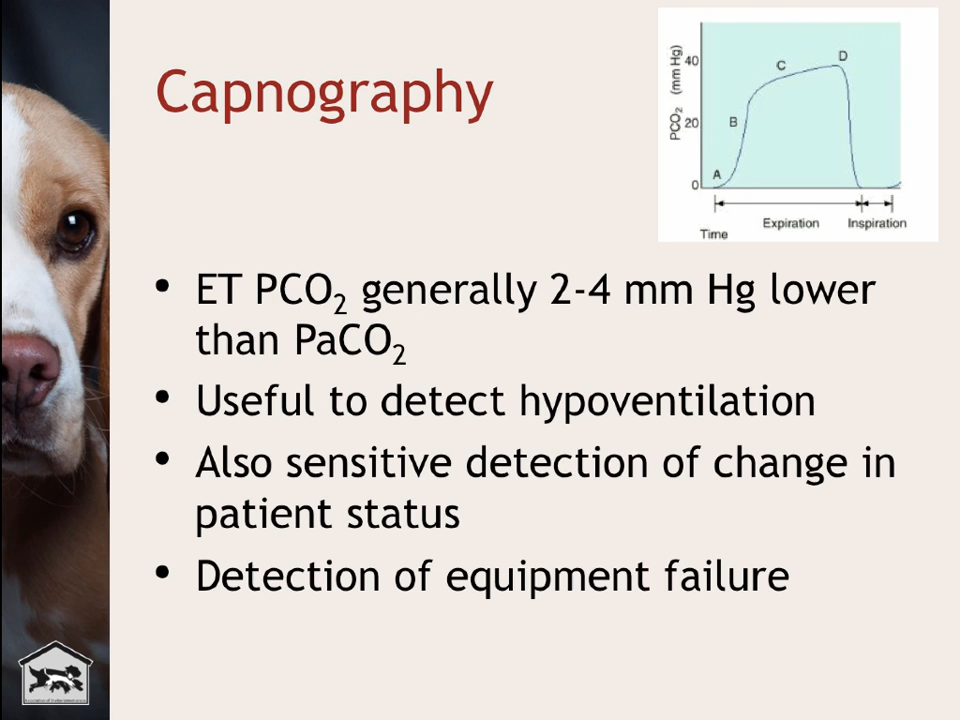 Capnography
PCO2 (mm Hg)
40
20
0
A
B
C
D
Expiration
Inspiration
Time
• ET PCO2 generally 2-4 mm Hg lower
than PaCO2
• Useful to detect hypoventilation
• Also sensitive detection of change in
patient status
• Detection of equipment failure